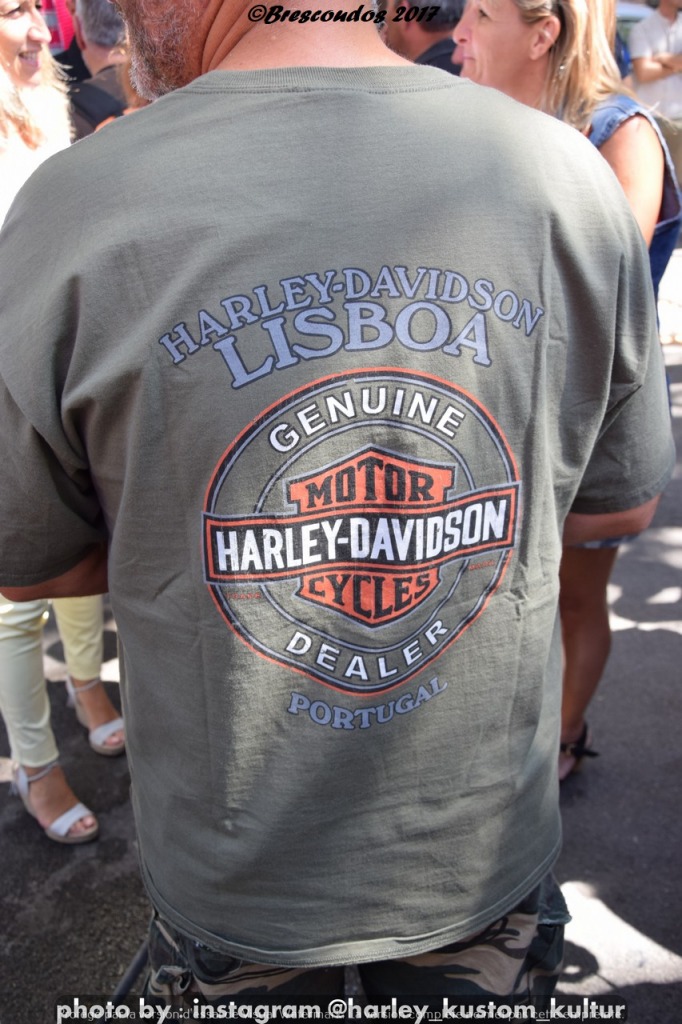 ©Brescoudos 2017
HARLEY-DAVIDSON
LISBOA
GENUINE
MOTOR
HARLEY-DAVIDSON
CYCLES
DEALER
PORTUGAL
photo by : instagram @harley_kustom_kultur